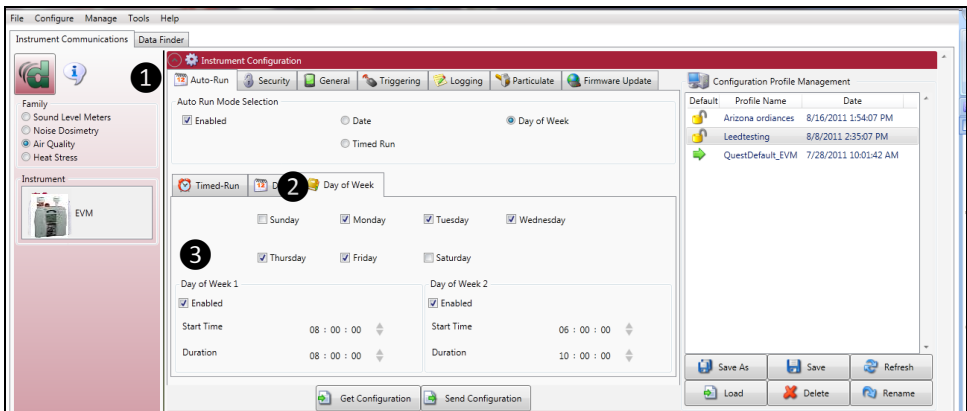 File Configure Manage Tools Help
Instrument Communications Data Finder
1
Instrument Configuration
Auto-Run Security General Triggering Logging Particulate Firmware Update
Auto Run Mode Selection
Enabled Date Day of Week
Timed Run
Family
Sound Level Meters
Noise Dosimetry
Air Quality
Heat Stress
Instrument
EVM
Timed-Run 2 Day of Week
Sunday Monday Tuesday Wednesday
3
Thursday Friday Saturday
Day of Week 1
Enabled
Start Time 08 : 00 : 00
Duration 08 : 00 : 00
Day of Week 2
Enabled
Start Time 06 : 00 : 00
Duration 10 : 00 : 00
Get Configuration Send Configuration
Configuration Profile Management
Default Profile Name Date
Arizona ordiances 8/16/2011 1:54:07 PM
Leedtesting 8/8/2011 2:35:07 PM
QuestDefault_EVM 7/28/2011 10:01:42 AM
Save As Save Refresh
Load Delete Rename